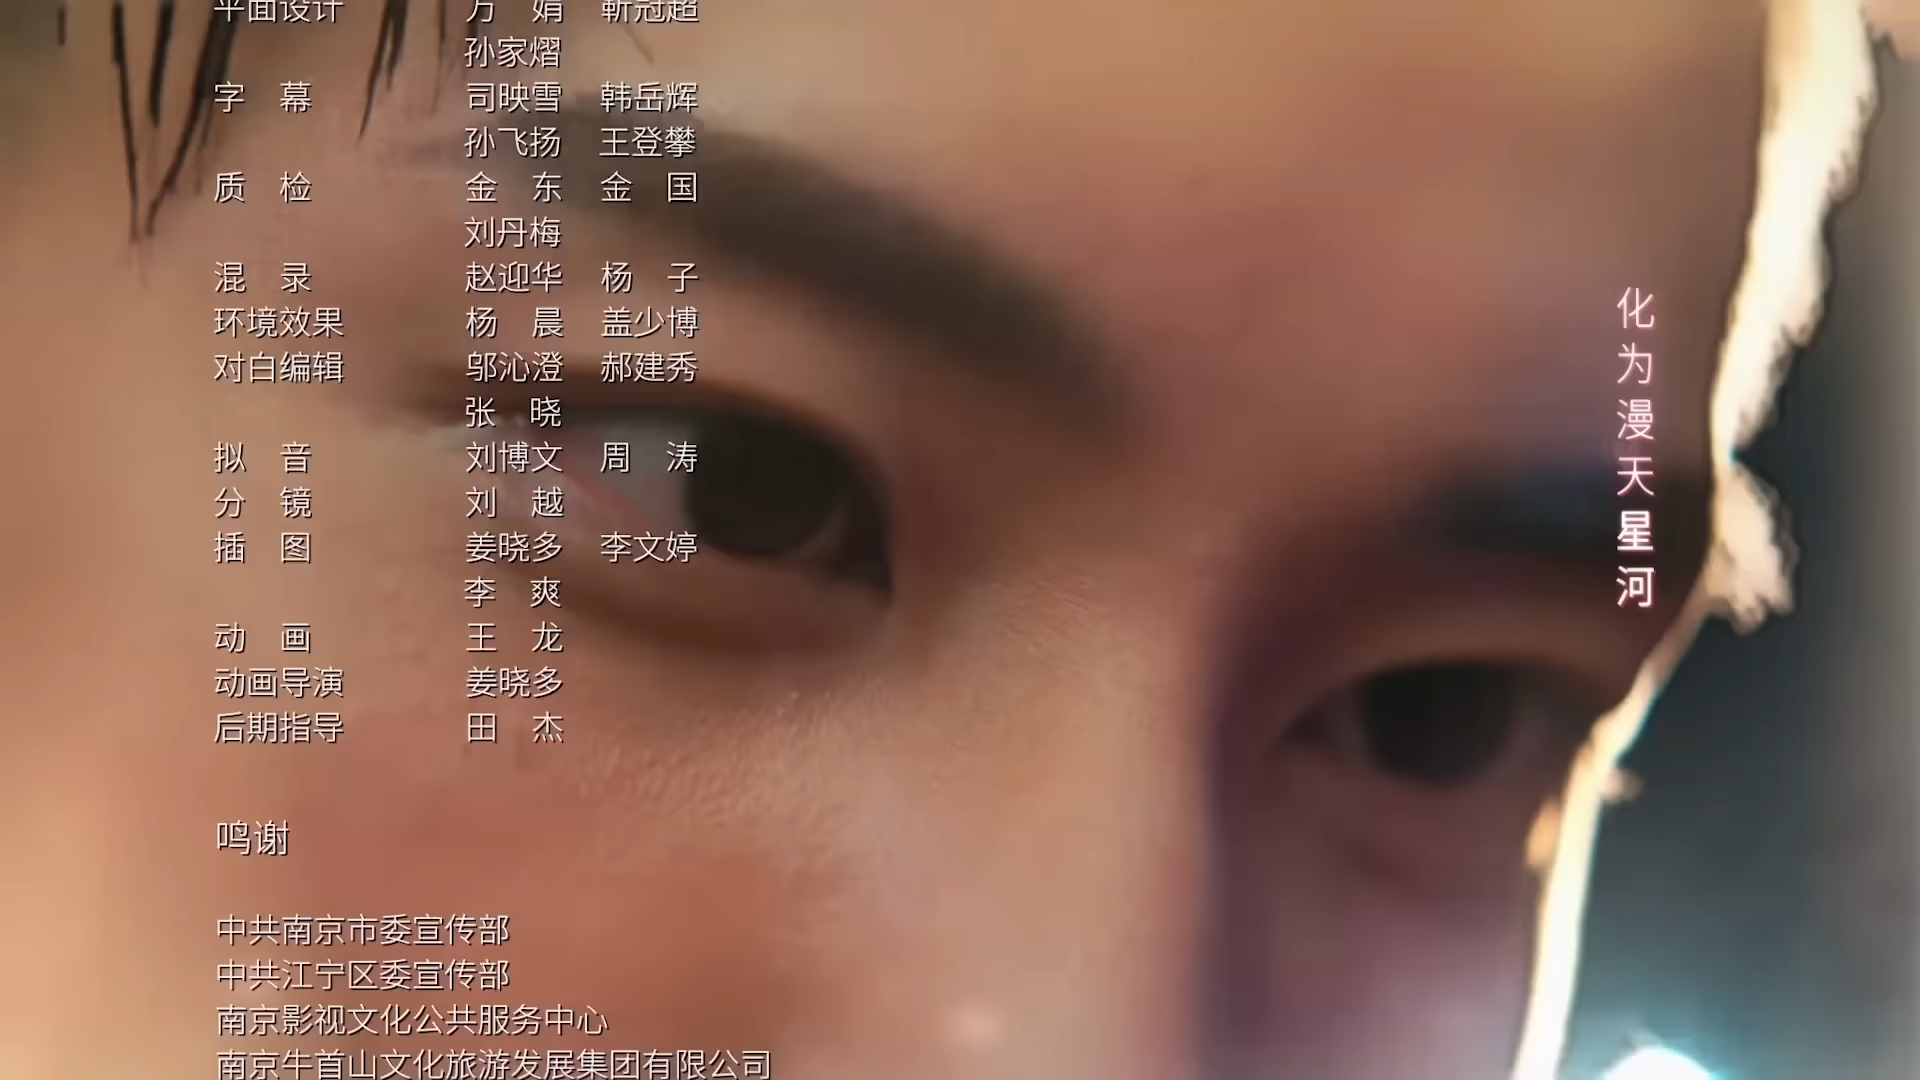 平面设计 万 娟 靳冠超
孙家熠
字 幕 司映雪 韩岳辉
孙飞扬 王登攀
质 检 金 东 金 国
刘丹梅
混 录 赵迎华 杨 子
环境效果 杨 晨 盖少博
对白编辑 邬沁澄 郝建秀
张 晓
拟 音 刘博文 周 涛
分 镜 刘 越
插 图 姜晓多 李文婷
李 爽
动 画 王 龙
动画导演 姜晓多
后期指导 田 杰
鸣谢
中共南京市委宣传部
中共江宁区委宣传部
南京影视文化公共服务中心
南京牛首山文化旅游发展集团有限公司
化为漫天星河